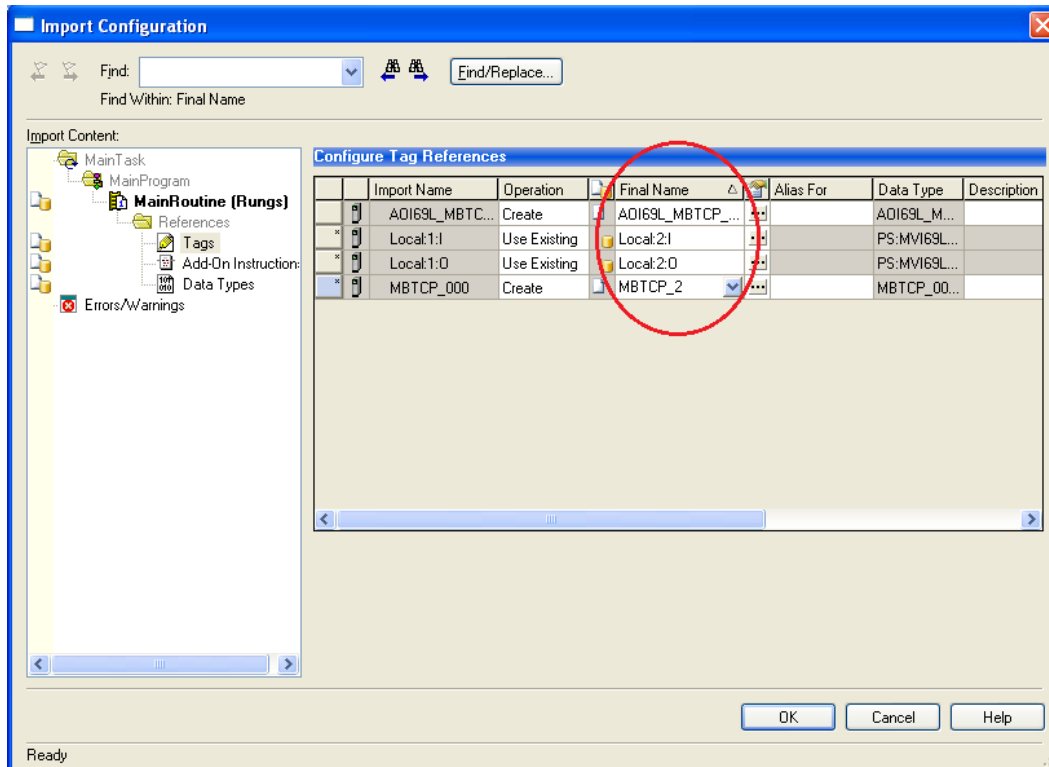 Import Configuration
Find:
Find/Replace...
Find Within: Final Name
Import Content:
MainTask
MainProgram
MainRoutine (Rungs)
References
Tags
Add-On Instruction:
Data Types
Errors/Warnings
Configure Tag References
Import Name Operation Final Name Alias For Data Type Description
AOI69L_MBTC... Create AOI69L_MBTCP_... ... AOI69L_M...
* Local:1:I Use Existing Local:2:I ... PS:MVI69L...
* Local:1:O Use Existing Local:2:O ... PS:MVI69L...
* MBTCP_000 Create MBTCP_2 ... MBTCP_00...
OK Cancel Help
Ready